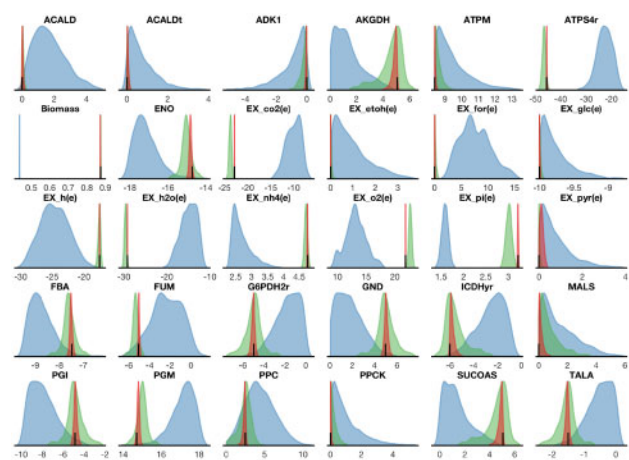 ACALD ACALDt ADK1 AKGDH ATPM ATPS4r
0 2 4 0 2 4 -4 -2 0 0 2 4 6 9 10 11 12 13 -50 -40 -30 -20
Biomass ENO EX_co2(e) EX_etoh(e) EX_for(e) EX_glc(e)
0.5 0.6 0.7 0.8 0.9 -18 -16 -14 -25 -20 -15 -10 0 1 2 3 0 5 10 15 -10 -9.5 -9
EX_h(e) EX_h2o(e) EX_nh4(e) EX_o2(e) EX_pi(e) EX_pyr(e)
-30 -20 -30 -20 -10 2.5 3 3.5 4 4.5 10 15 20 1.5 2 2.5 3 0 2 4
FBA FUM G6PDH2r GND ICDHyr MALS
-9 -8 -7 -6 -4 -2 0 -6 -4 -2 0 0 2 4 6 -6 -4 -2 0 0 2 4 6
PGI PGM PPC PPCK SUCOAS TALA
-10 -8 -6 -4 -2 14 16 18 0 5 10 0 2 4 0 2 4 6 -2 -1 0